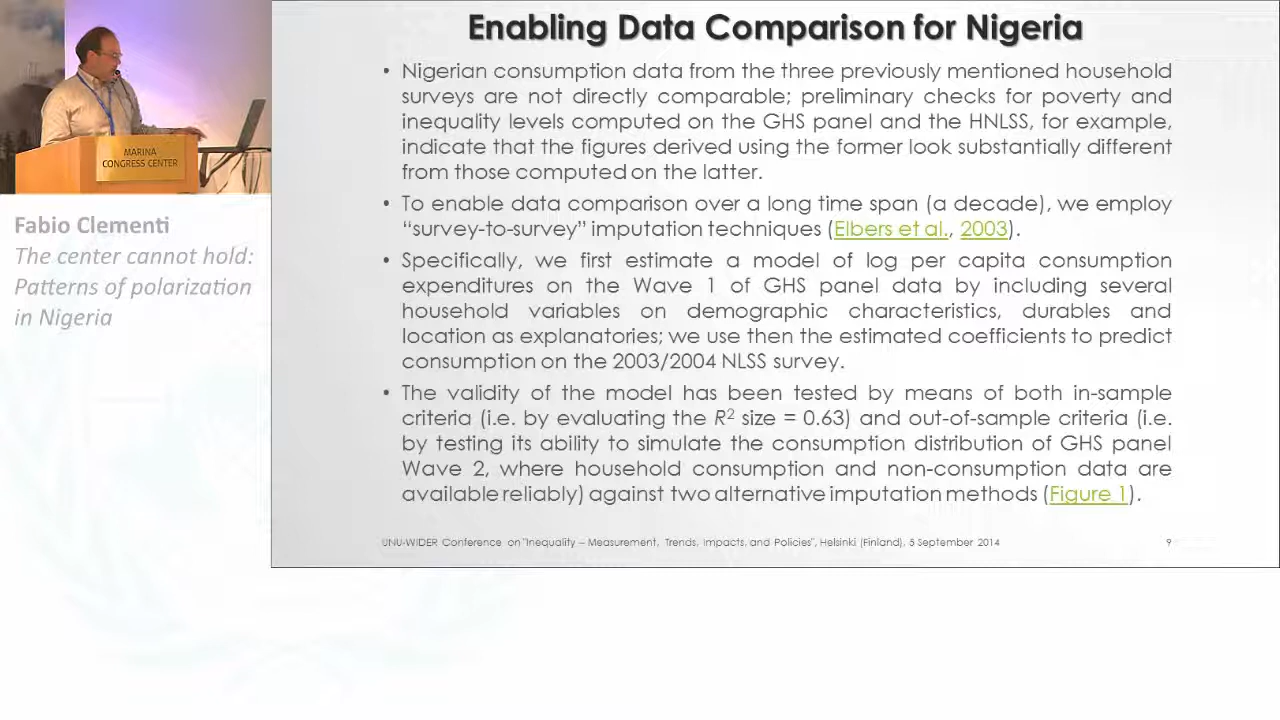 Enabling Data Comparison for Nigeria
• Nigerian consumption data from the three previously mentioned household
surveys are not directly comparable; preliminary checks for poverty and
inequality levels computed on the GHS panel and the HNLSS, for example,
indicate that the figures derived using the former look substantially different
from those computed on the latter.
• To enable data comparison over a long time span (a decade), we employ
“survey-to-survey” imputation techniques (Elbers et al., 2003).
• Specifically, we first estimate a model of log per capita consumption
expenditures on the Wave 1 of GHS panel data by including several
household variables on demographic characteristics, durables and
location as explanatories; we use then the estimated coefficients to predict
consumption on the 2003/2004 NLSS survey.
• The validity of the model has been tested by means of both in-sample
criteria (i.e. by evaluating the R² size = 0.63) and out-of-sample criteria (i.e.
by testing its ability to simulate the consumption distribution of GHS panel
Wave 2, where household consumption and non-consumption data are
available reliably) against two alternative imputation methods (Figure 1).
UNU-WIDER Conference on "Inequality – Measurement, Trends, Impacts, and Policies", Helsinki (Finland), 5 September 2014
9
MARINA
CONGRESS CENTER
Fabio Clementi
The center cannot hold:
Patterns of polarization
in Nigeria